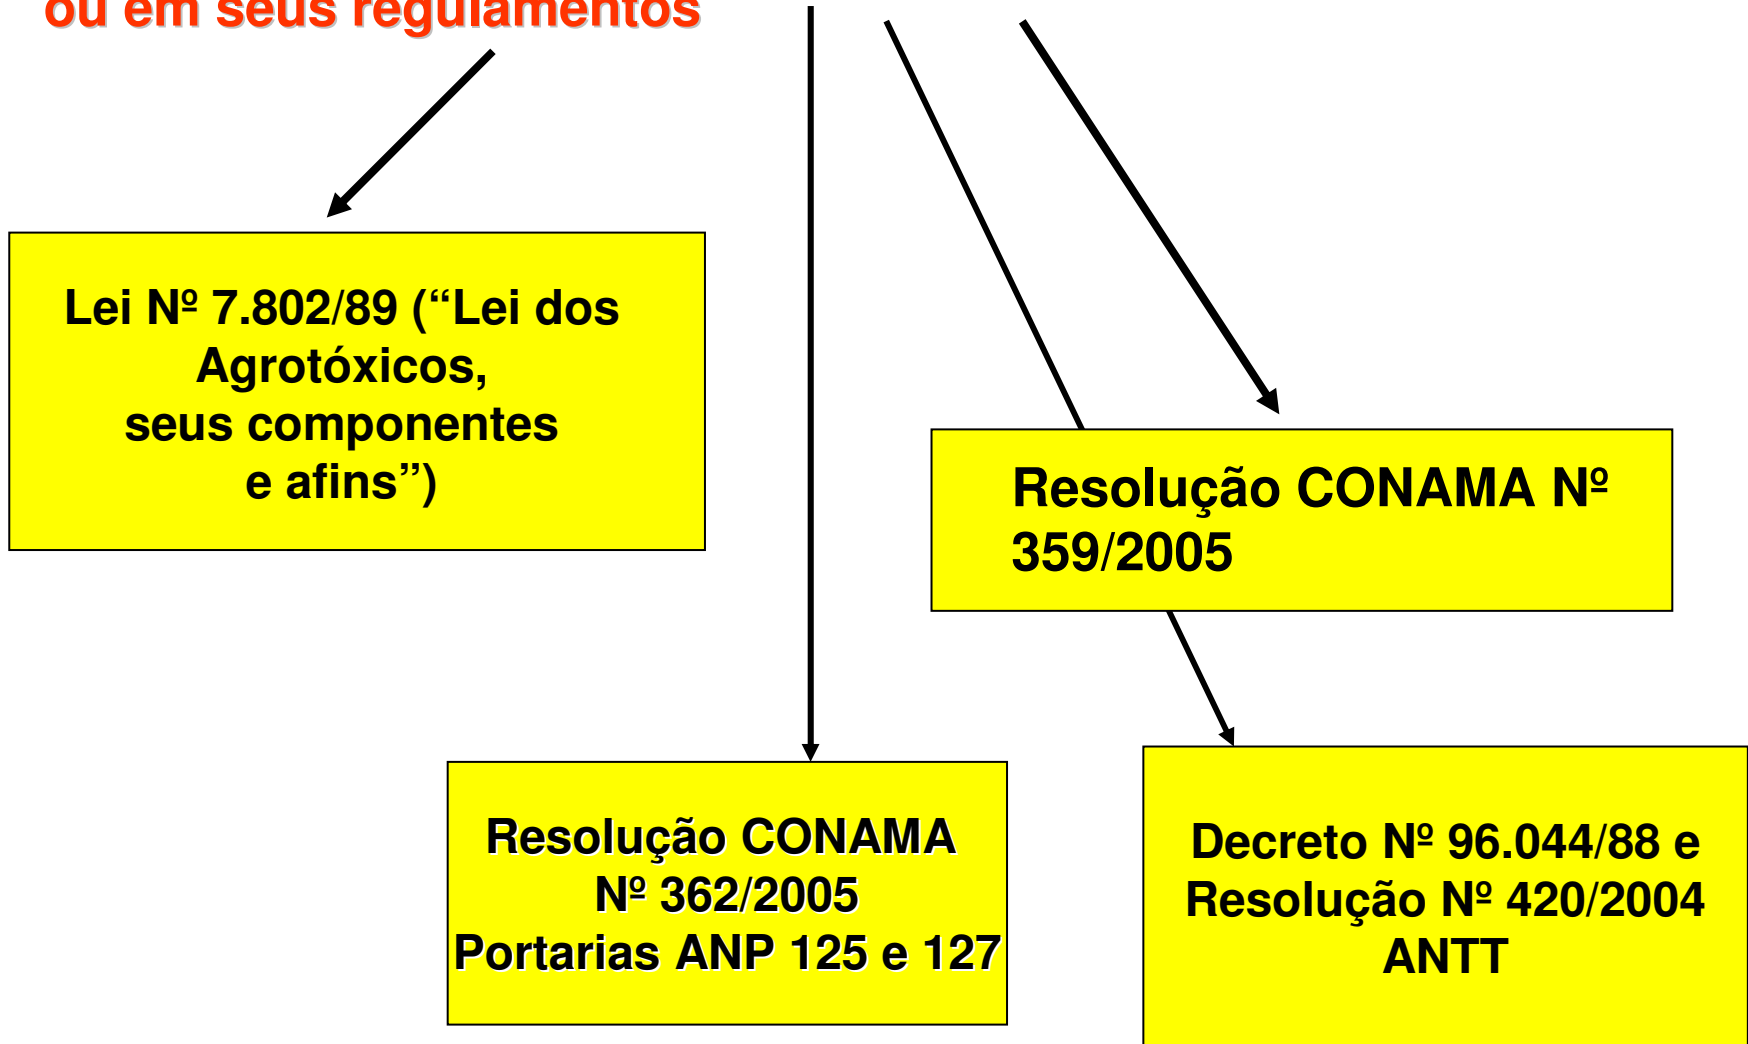 ou em seus regulamentos
Lei Nº 7.802/89 (“Lei dos
Agrotóxicos,
seus componentes
e afins”)
Resolução CONAMA Nº
359/2005
Resolução CONAMA
Nº 362/2005
Portarias ANP 125 e 127
Decreto Nº 96.044/88 e
Resolução Nº 420/2004
ANTT